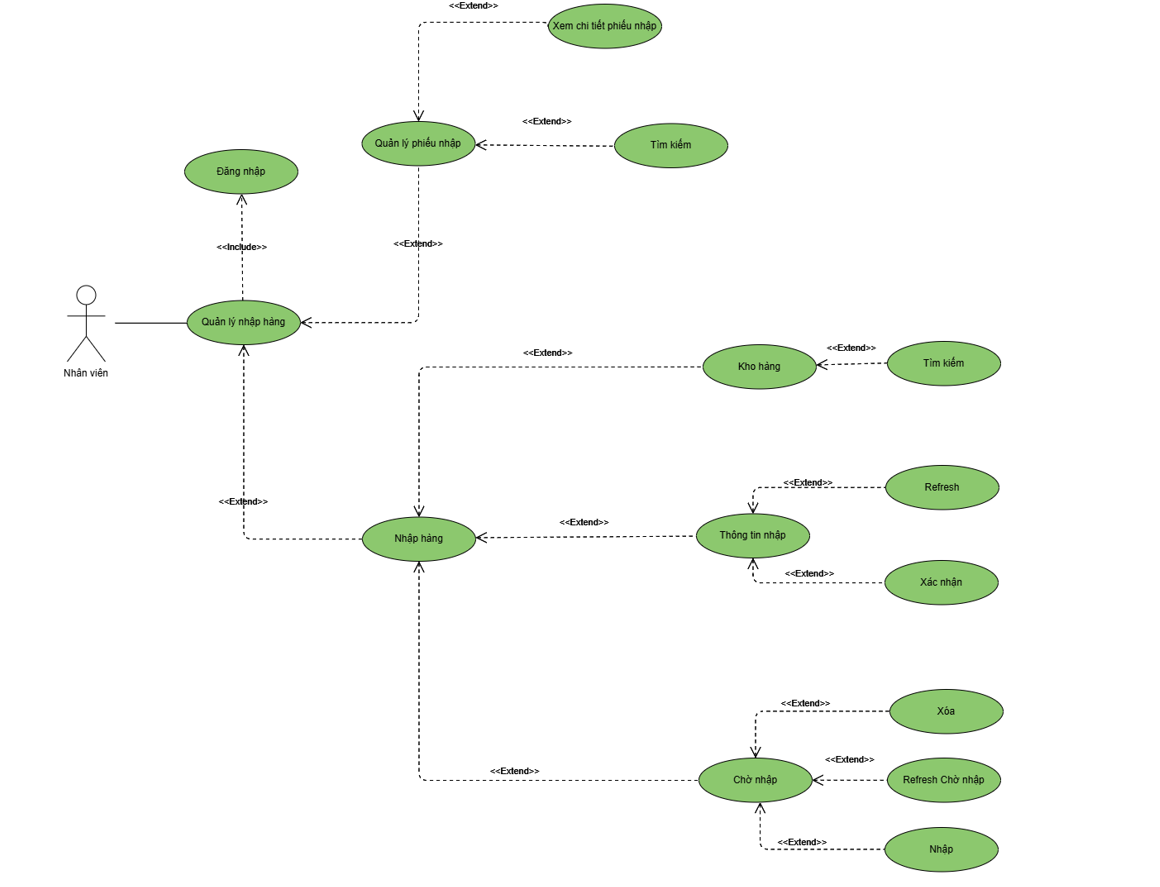 <<Extend>>
Xem chi tiết phiếu nhập
<<Extend>>
Quản lý phiếu nhập
Tìm kiếm
Đăng nhập
<<Include>>
<<Extend>>
Quản lý nhập hàng
Nhân viên
<<Extend>>
<<Extend>>
Kho hàng
Tìm kiếm
<<Extend>>
Refresh
<<Extend>>
<<Extend>>
Nhập hàng
Thông tin nhập
<<Extend>>
Xác nhận
<<Extend>>
Xóa
<<Extend>>
<<Extend>>
Chờ nhập
Refresh Chờ nhập
<<Extend>>
Nhập